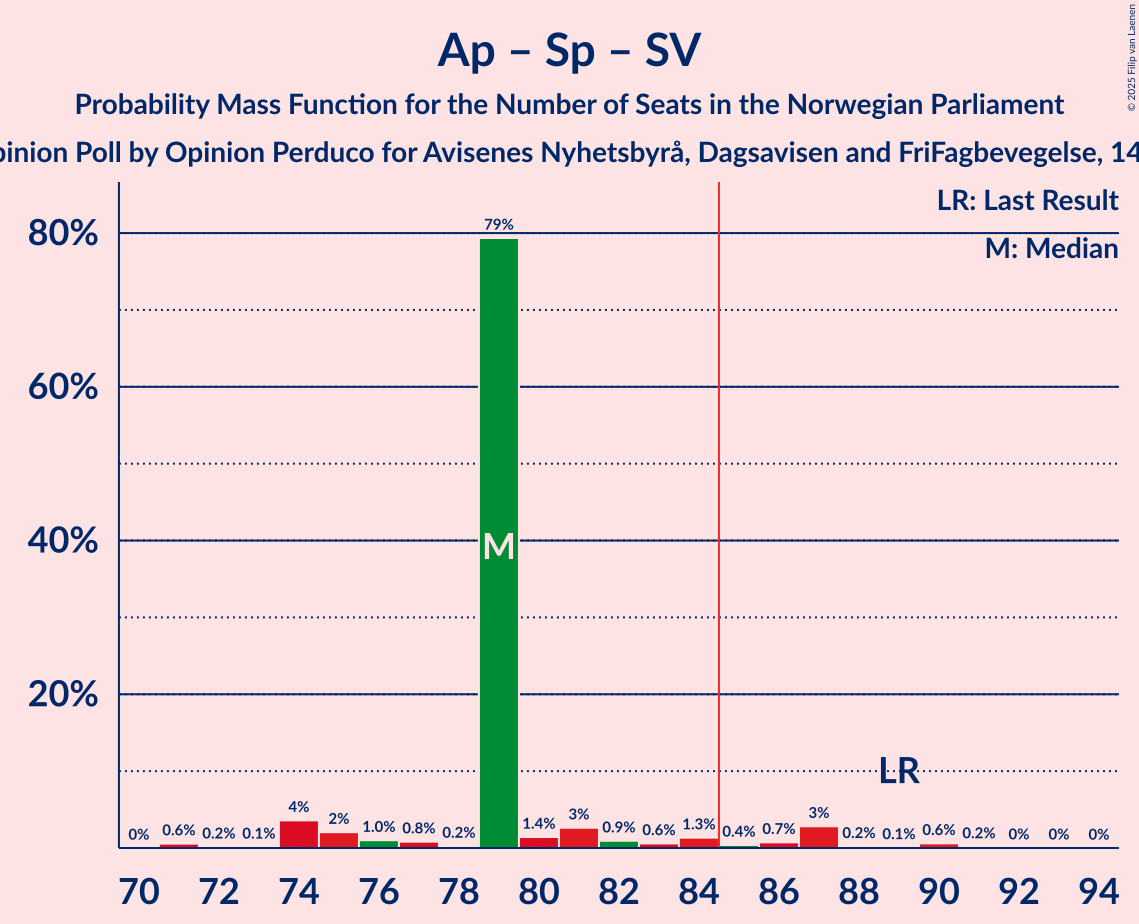 Ap – Sp – SV
Probability Mass Function for the Number of Seats in the Norwegian Parliament
Opinion Poll by Opinion Perduco for Avisenes Nyhetsbyrå, Dagsavisen and FriFagbevegelse, 14
© 2025 Filip van Laenen
LR: Last Result
M: Median
80%
60%
40%
20%
0% 0.6% 0.2% 0.1% 4% 2% 1.0% 0.8% 0.2% 79% 1.4% 3% 0.9% 0.6% 1.3% 0.4% 0.7% 3% 0.2% 0.1% 0.6% 0.2% 0% 0% 0%
M
LR
70 72 74 76 78 80 82 84 86 88 90 92 94